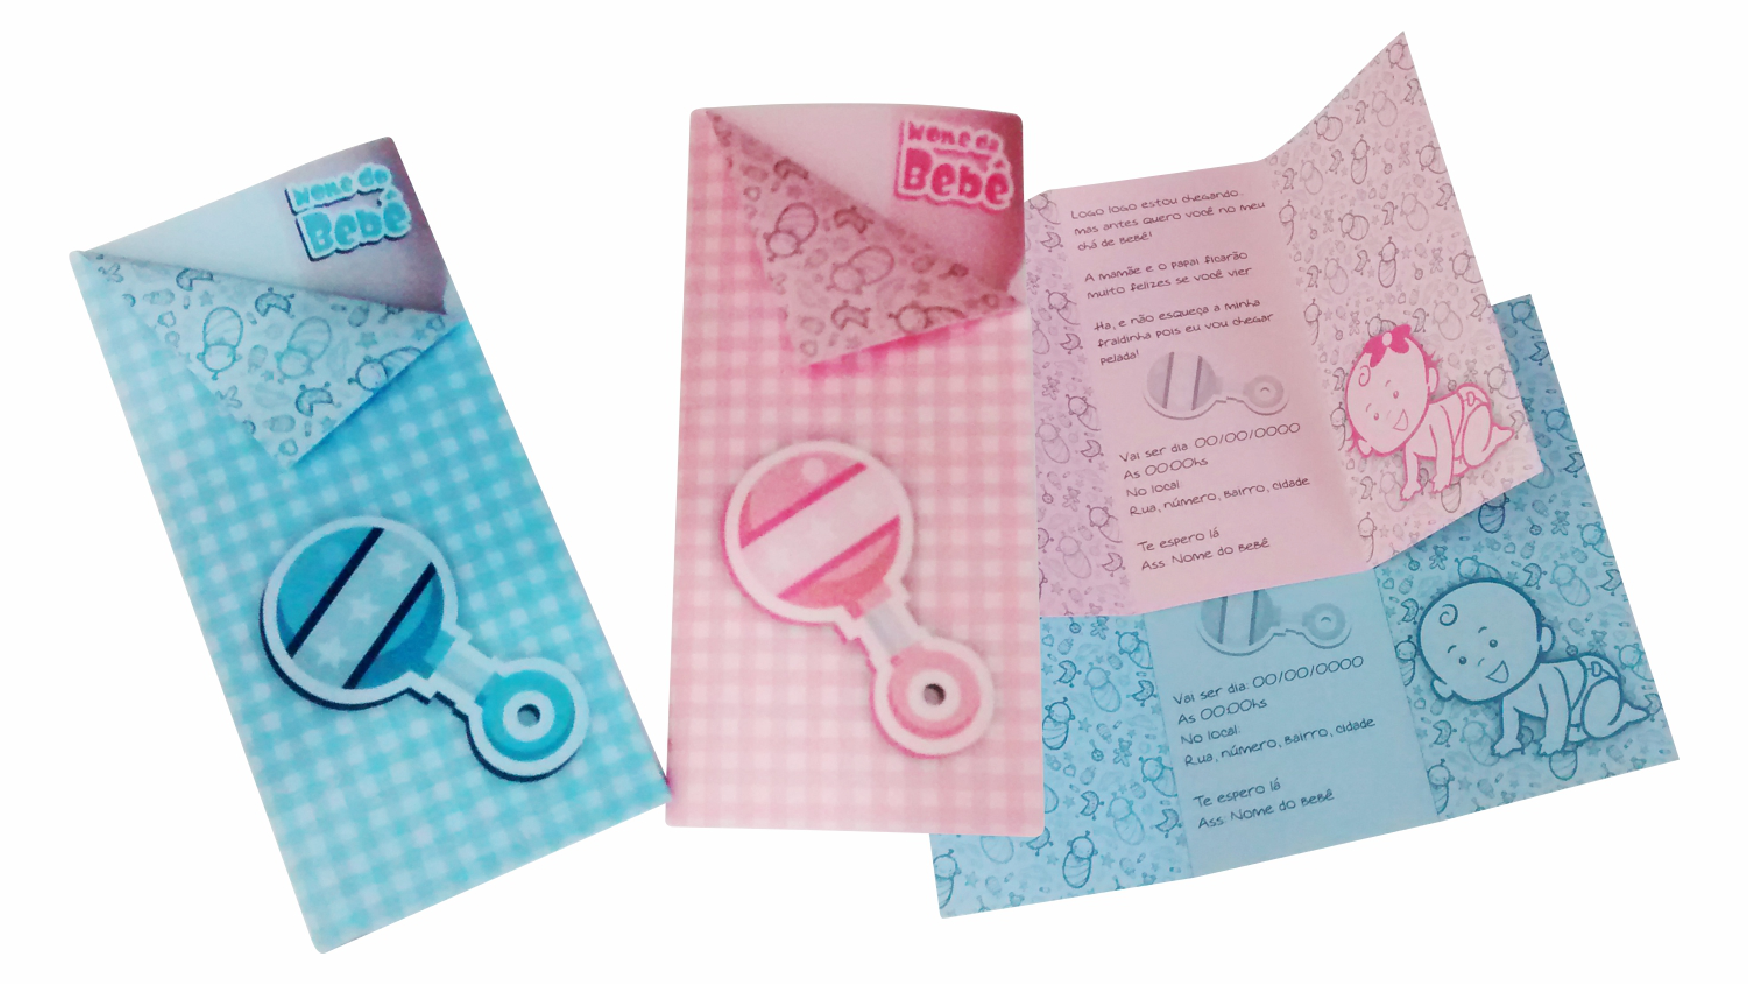 Nome do
Bebê
Nome da
Bebê
Logo logo estou chegando
mas antes quero você no meu
chá de bebê!
A mamãe e o papai ficarão
muito felizes se você vier
Ha, e não esqueça a minha
fraldinha pois eu vou chegar
pelada!
Vai ser dia 00/00/0000
As 00:00hs
No local
Rua, número, bairro, cidade
Te espero lá
Ass Nome do bebê
Vai ser dia: 00/00/0000
As 00:00hs
No local:
Rua, número, bairro, cidade
Te espero lá
Ass Nome do bebê